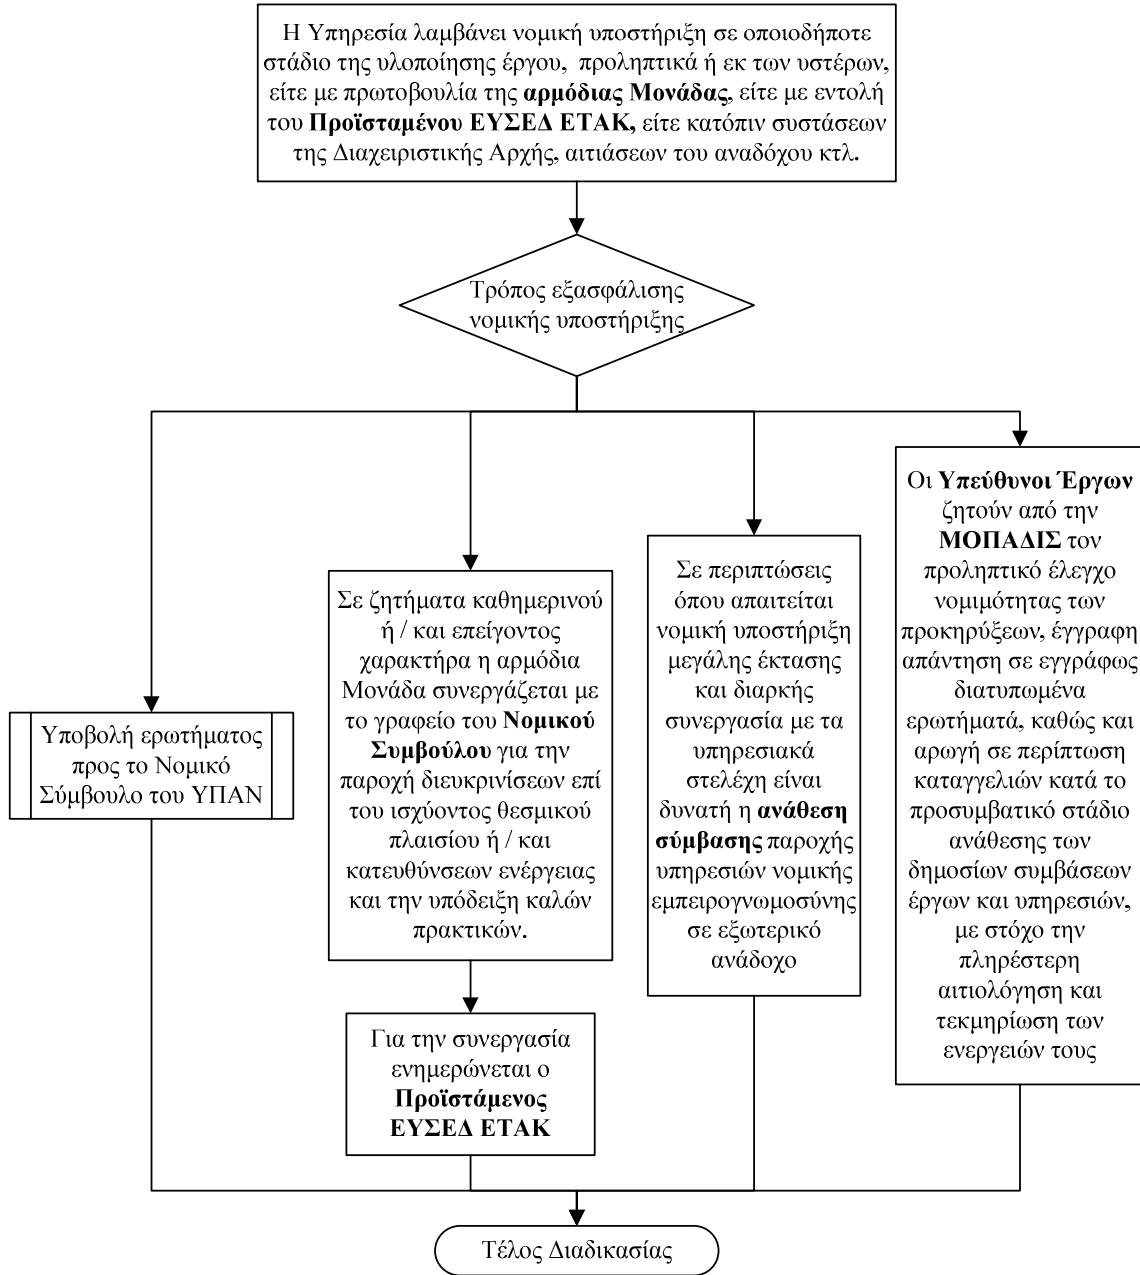 Η Υπηρεσία λαμβάνει νομική υποστήριξη σε οποιοδήποτε
στάδιο της υλοποίησης έργου, προληπτικά ή εκ των υστέρων,
είτε με πρωτοβουλία της αρμόδιας Μονάδας, είτε με εντολή
του Προϊσταμένου ΕΥΣΕΔ ΕΤΑΚ, είτε κατόπιν συστάσεων
της Διαχειριστικής Αρχής, αιτιάσεων του αναδόχου κτλ.
Τρόπος εξασφάλισης
νομικής υποστήριξης
Υποβολή ερωτήματος
προς το Νομικό
Σύμβουλο του ΥΠΑΝ
Σε ζητήματα καθημερινού
ή / και επείγοντος
χαρακτήρα η αρμόδια
Μονάδα συνεργάζεται με
το γραφείο του Νομικού
Συμβούλου για την
παροχή διευκρινίσεων επί
του ισχύοντος θεσμικού
πλαισίου ή / και
κατευθύνσεων ενέργειας
και την υπόδειξη καλών
πρακτικών.
Για την συνεργασία
ενημερώνεται ο
Προϊστάμενος
ΕΥΣΕΔ ΕΤΑΚ
Σε περιπτώσεις
όπου απαιτείται
νομική υποστήριξη
μεγάλης έκτασης
και διαρκής
συνεργασία με τα
υπηρεσιακά
στελέχη είναι
δυνατή η ανάθεση
σύμβασης παροχής
υπηρεσιών νομικής
εμπειρογνωμοσύνης
σε εξωτερικό
ανάδοχο
Οι Υπεύθυνοι Έργων
ζητούν από την
ΜΟΠΑΔΙΣ τον
προληπτικό έλεγχο
νομιμότητας των
προκηρύξεων, έγγραφη
απάντηση σε εγγράφως
διατυπωμένα
ερωτήματά, καθώς και
αρωγή σε περίπτωση
καταγγελιών κατά το
προσυμβατικό στάδιο
ανάθεσης των
δημοσίων συμβάσεων
έργων και υπηρεσιών,
με στόχο την
πληρέστερη
αιτιολόγηση και
τεκμηρίωση των
ενεργειών τους
Τέλος Διαδικασίας